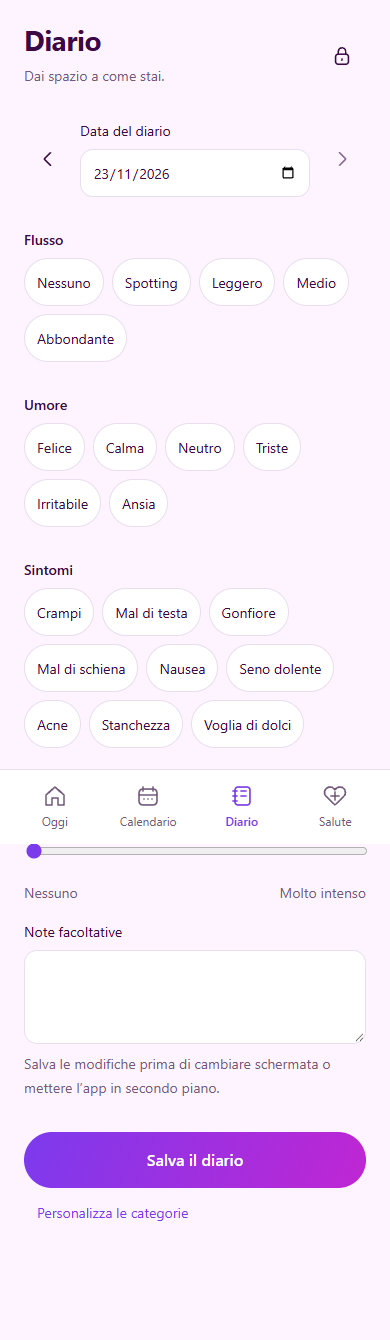 Diario
Dai spazio a come stai.
Data del diario
23/11/2026
Flusso
Nessuno Spotting Leggero Medio
Abbondante
Umore
Felice Calma Neutro Triste
Irritabile Ansia
Sintomi
Crampi Mal di testa Gonfiore
Mal di schiena Nausea Seno dolente
Acne Stanchezza Voglia di dolci
Oggi Calendario Diario Salute
Nessuno Molto intenso
Note facoltative
Salva le modifiche prima di cambiare schermata o
mettere l'app in secondo piano.
Salva il diario
Personalizza le categorie